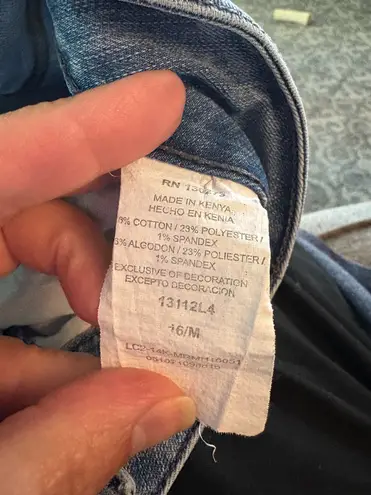 RN
MADE IN KENYA
HECHO EN KENIA
COTTON / 23% POLYESTER /
1% SPANDEX
ALGODON / 23% POLIESTER /
1% SPANDEX
EXCLUSIVE OF DECORATION
EXCEPTO DECORACION
13112L4
16/M